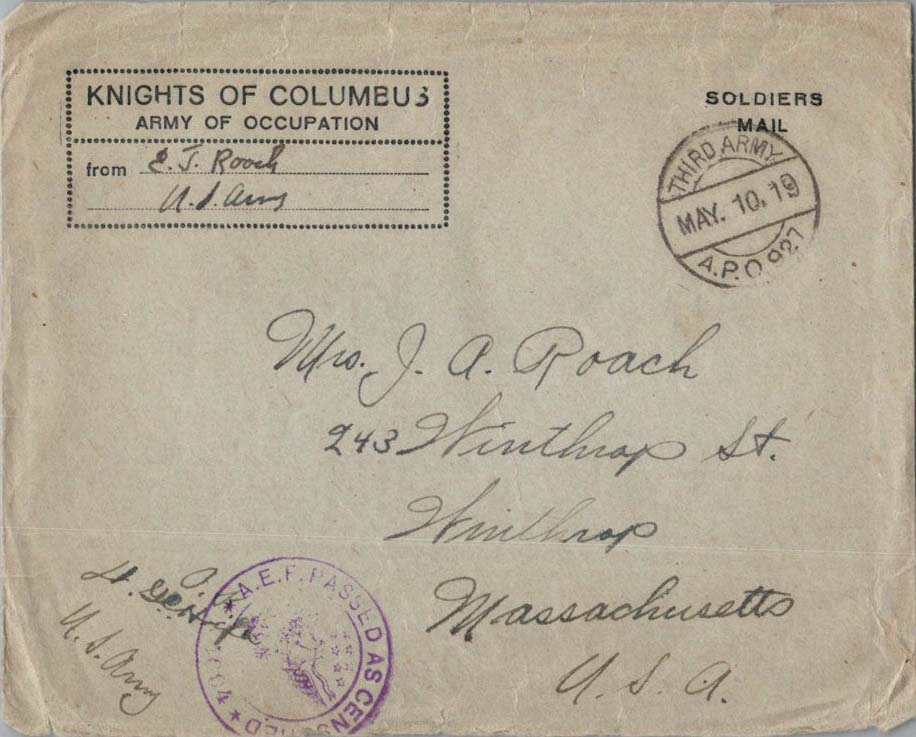 KNIGHTS OF COLUMBUS
ARMY OF OCCUPATION
from E. J. Roach
U.S. Army
SOLDIERS
MAIL
THIRD ARMY
MAY. 10. 19
A.P.O. 927
Mrs. J. A. Roach
243 Winthrop St.
Winthrop
Massachusetts
U. S. A.
O.K.
U. S. Army
A.E.F. PASSED AS CENSORED